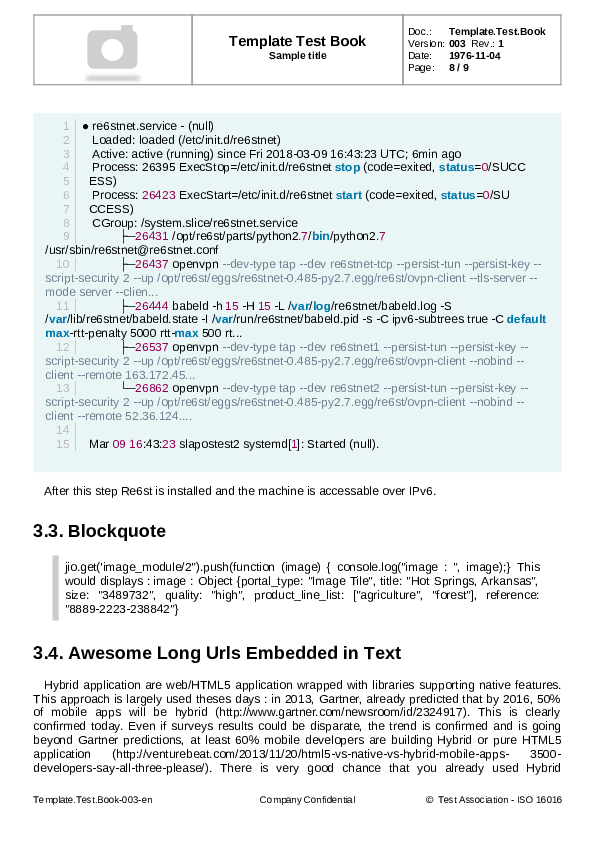 Template Test Book
Sample title
Doc.: Template.Test.Book
Version: 003 Rev.: 1
Date: 1976-11-04
Page: 8 / 9
1 ● re6stnet.service - (null)
2 Loaded: loaded (/etc/init.d/re6stnet)
3 Active: active (running) since Fri 2018-03-09 16:43:23 UTC; 6min ago
4 Process: 26395 ExecStop=/etc/init.d/re6stnet stop (code=exited, status=0/SUCC
5 ESS)
6 Process: 26423 ExecStart=/etc/init.d/re6stnet start (code=exited, status=0/SU
7 CCESS)
8 CGroup: /system.slice/re6stnet.service
9 ├─26431 /opt/re6st/parts/python2.7/bin/python2.7
/usr/sbin/re6stnet@re6stnet.conf
10 ├─26437 openvpn --dev-type tap --dev re6stnet-tcp --persist-tun --persist-key --
script-security 2 --up /opt/re6st/eggs/re6stnet-0.485-py2.7.egg/re6st/ovpn-client --tls-server --
mode server --clien...
11 ├─26444 babeld -h 15 -H 15 -L /var/log/re6stnet/babeld.log -S
/var/lib/re6stnet/babeld.state -I /var/run/re6stnet/babeld.pid -s -C ipv6-subtrees true -C default
max-rtt-penalty 5000 rtt-max 500 rt...
12 ├─26537 openvpn --dev-type tap --dev re6stnet1 --persist-tun --persist-key --
script-security 2 --up /opt/re6st/eggs/re6stnet-0.485-py2.7.egg/re6st/ovpn-client --nobind --
client --remote 163.172.45...
13 └─26862 openvpn --dev-type tap --dev re6stnet2 --persist-tun --persist-key --
script-security 2 --up /opt/re6st/eggs/re6stnet-0.485-py2.7.egg/re6st/ovpn-client --nobind --
client --remote 52.36.124....
14
15 Mar 09 16:43:23 slapostest2 systemd[1]: Started (null).
After this step Re6st is installed and the machine is accessable over IPv6.
3.3. Blockquote
jio.get("image_module/2").push(function (image) { console.log("image : ", image);} This
would displays : image : Object {portal_type: "Image Tile", title: "Hot Springs, Arkansas",
size: "3489732", quality: "high", product_line_list: ["agriculture", "forest"], reference:
"8889-2223-238842"}
3.4. Awesome Long Urls Embedded in Text
Hybrid application are web/HTML5 application wrapped with libraries supporting native features.
This approach is largely used theses days : in 2013, Gartner, already predicted that by 2016, 50%
of mobile apps will be hybrid (http://www.gartner.com/newsroom/id/2324917). This is clearly
confirmed today. Even if surveys results could be disparate, the trend is confirmed and is going
beyond Gartner predictions, at least 60% mobile developers are building Hybrid or pure HTML5
application (http://venturebeat.com/2013/11/20/html5-vs-native-vs-hybrid-mobile-apps- 3500-
developers-say-all-three-please/). There is very good chance that you already used Hybrid
Template.Test.Book-003-en Company Confidential © Test Association - ISO 16016